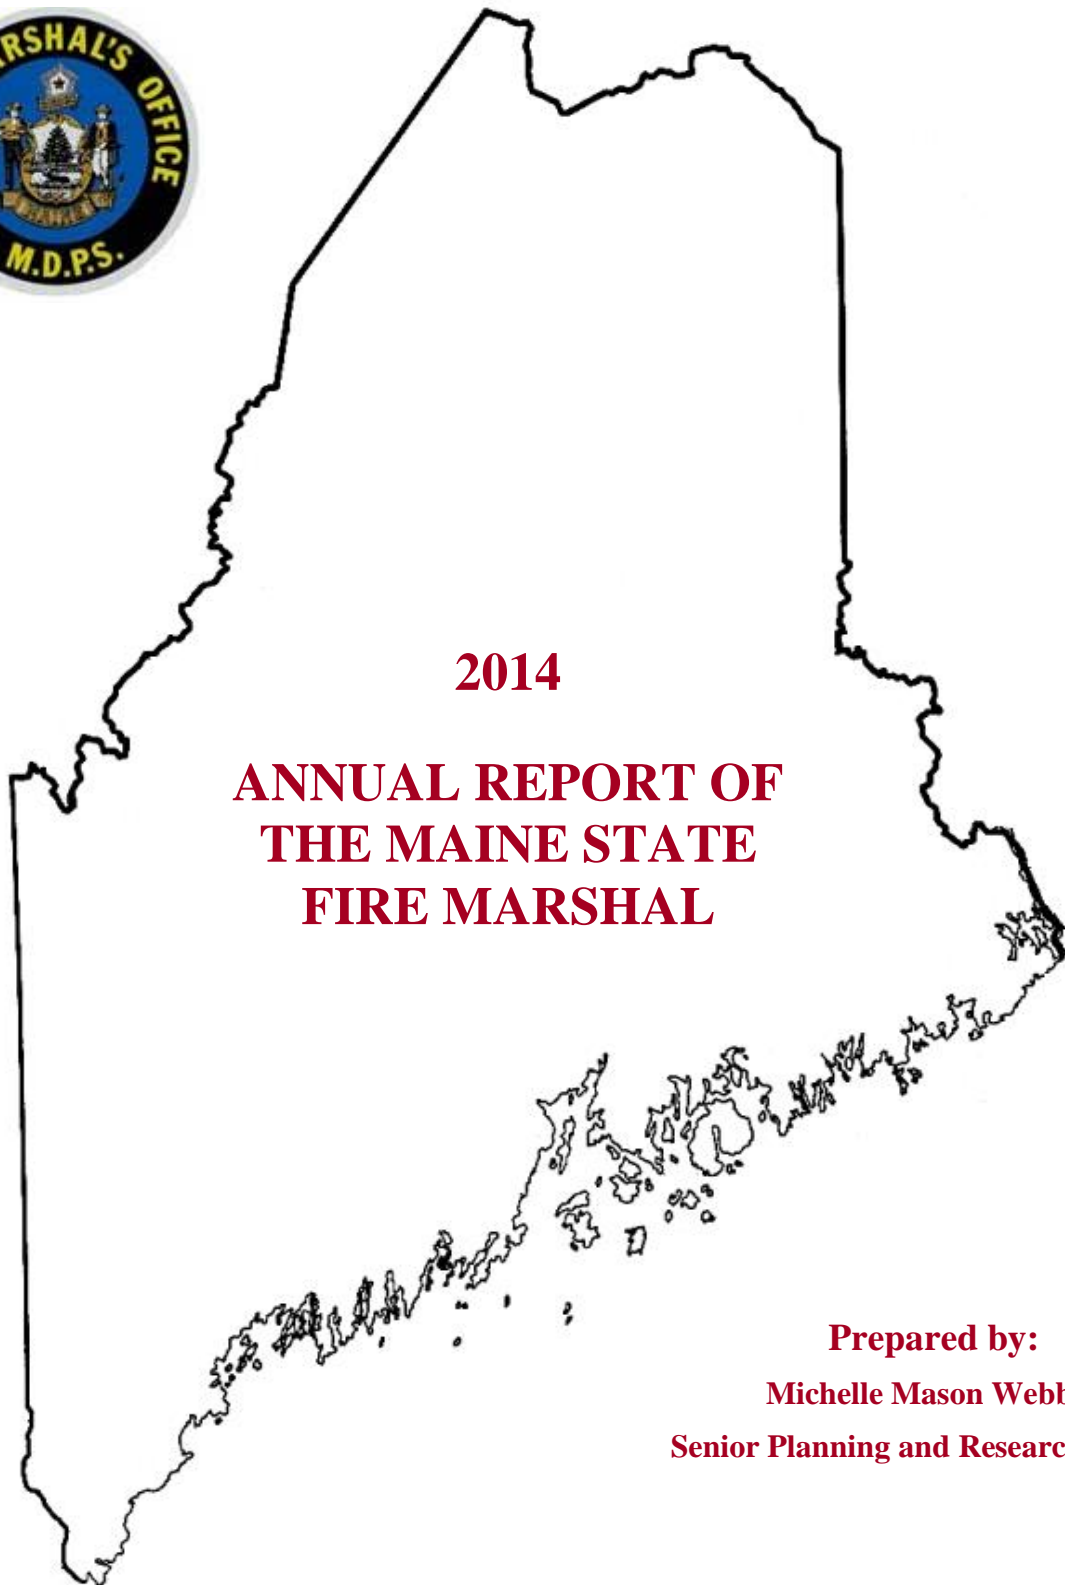 MARSHAL'S OFFICE
M.D.P.S.
2014
ANNUAL REPORT OF
THE MAINE STATE
FIRE MARSHAL
Prepared by:
Michelle Mason Webb
Senior Planning and Research